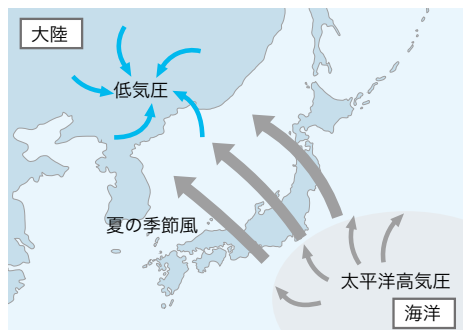 大陸
低気圧
夏の季節風
太平洋高気圧
海洋